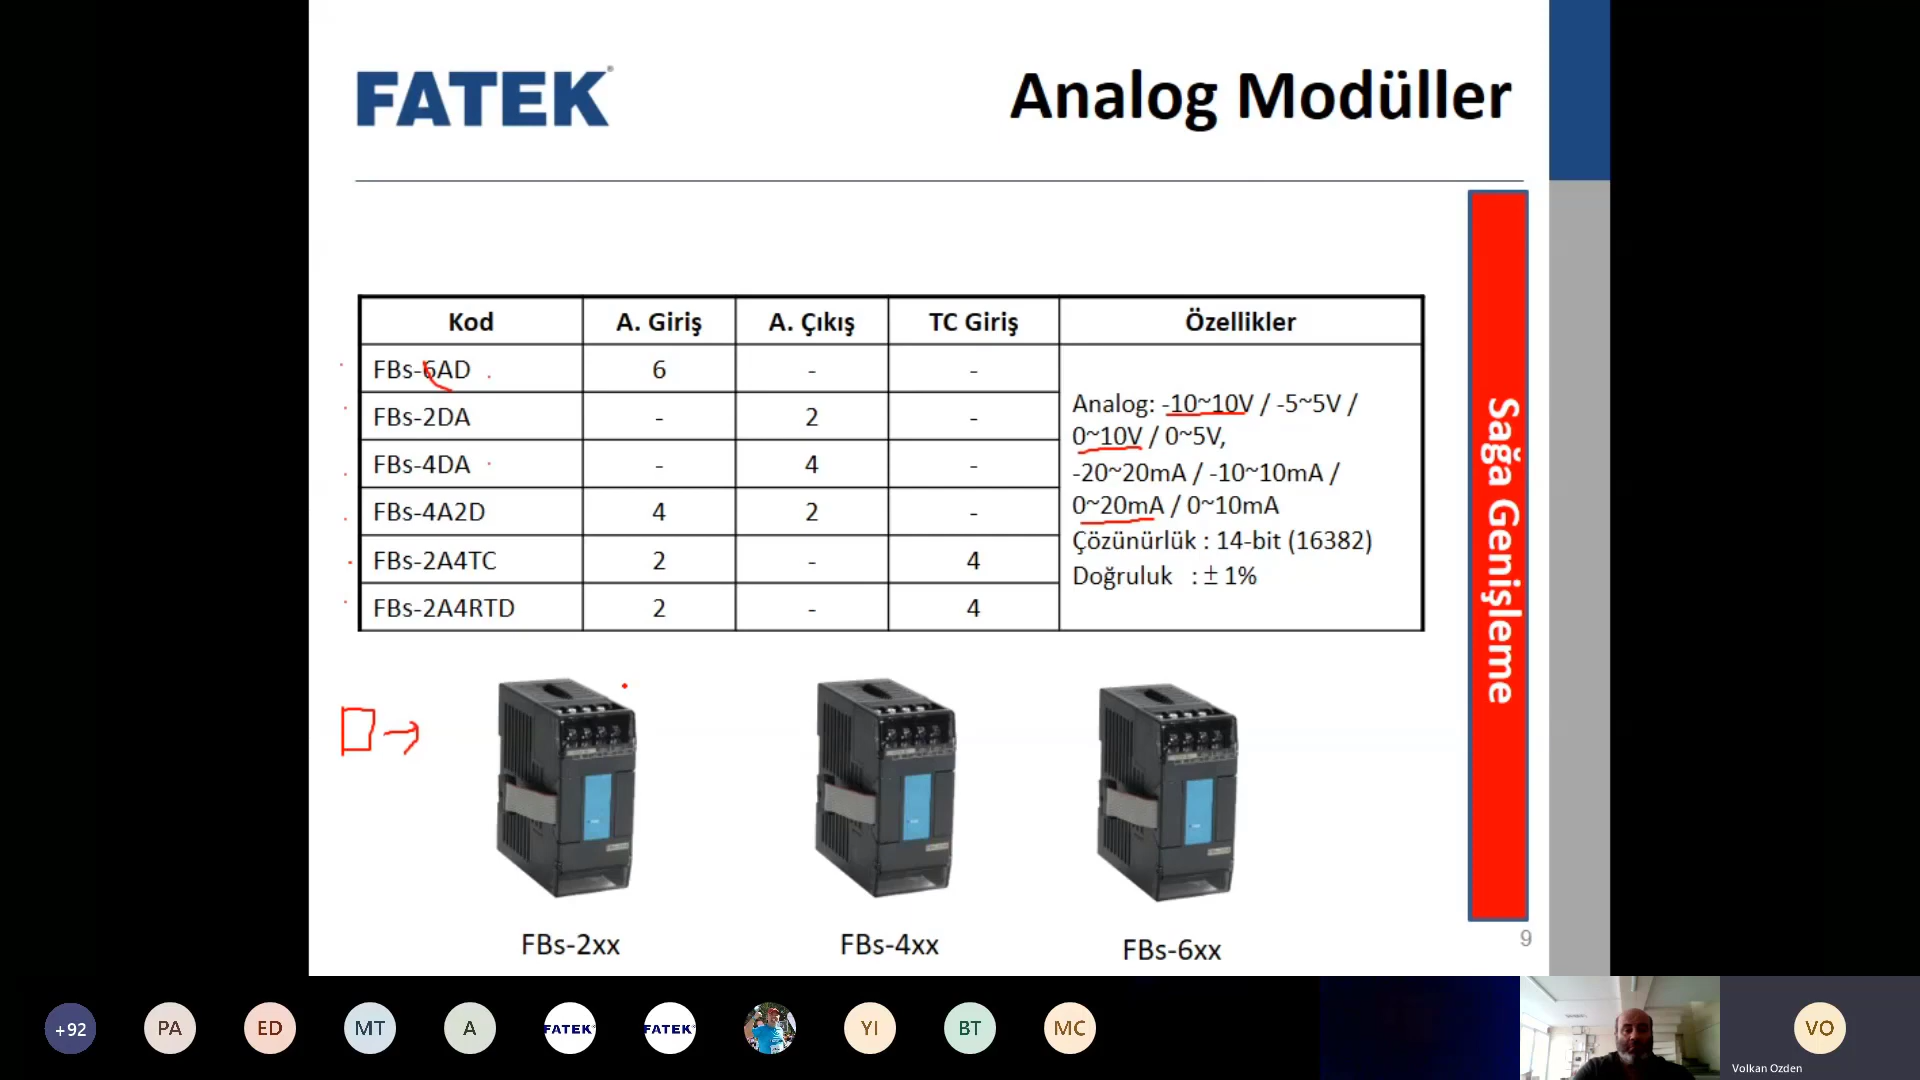 FATEK
Analog Modüller
Kod A. Giriş A. Çıkış TC Giriş Özellikler
FBs-6AD 6 - -
FBs-2DA - 2 -
FBs-4DA - 4 -
FBs-4A2D 4 2 -
FBs-2A4TC 2 - 4
FBs-2A4RTD 2 - 4
Analog: -10~10V / -5~5V /
0~10V / 0~5V,
-20~20mA / -10~10mA /
0~20mA / 0~10mA
Çözünürlük : 14-bit (16382)
Doğruluk : ± 1%
Sağa Genişleme
FBs-2xx FBs-4xx FBs-6xx
9
+92 PA ED MT A FATEK FATEK YI BT MC VO
Volkan Ozden